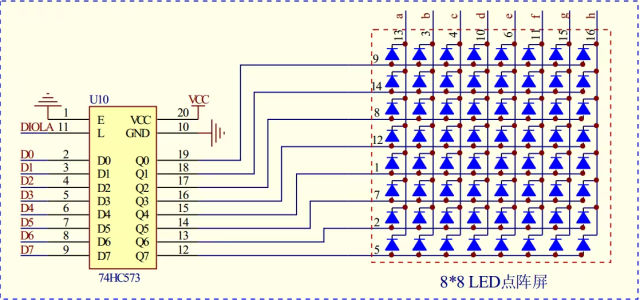 a b c d e f g h
13 3 4 10 6 11 15 16
9
14
8
12
1
7
2
5
U10
VCC
1 E VCC 20
DIOLA 11 L GND 10
D0 2 D0 Q0 19
D1 3 D1 Q1 18
D2 4 D2 Q2 17
D3 5 D3 Q3 16
D4 6 D4 Q4 15
D5 7 D5 Q5 14
D6 8 D6 Q6 13
D7 9 D7 Q7 12
74HC573
8*8 LED点阵屏